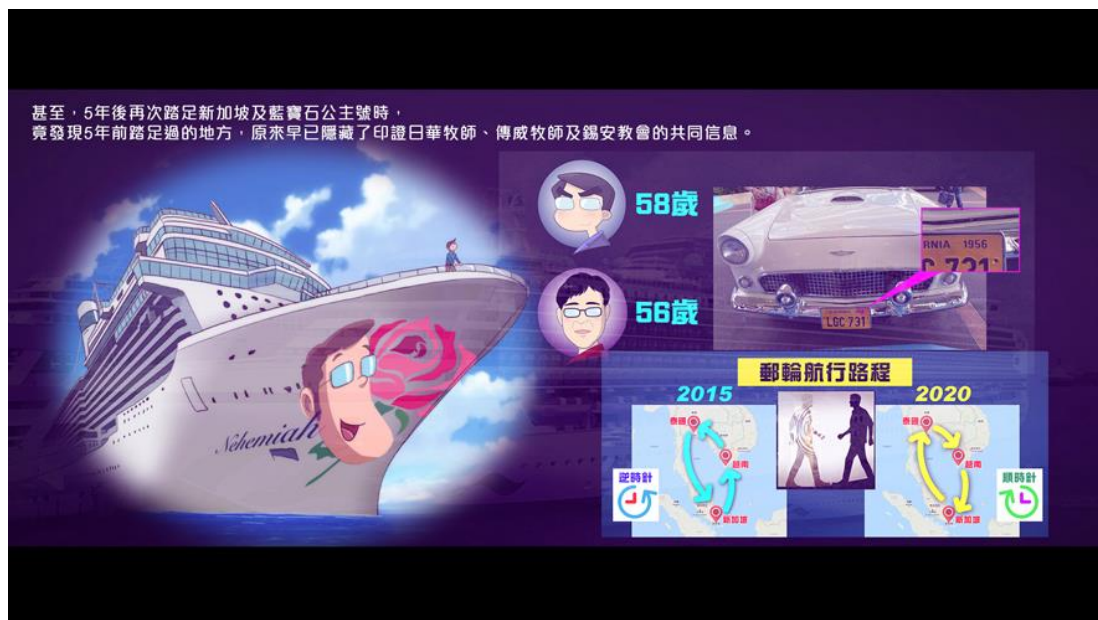 甚至，5年後再次踏足新加坡及藍寶石公主號時，
竟發現5年前踏足過的地方，原來早已隱藏了印證日華牧師、傳威牧師及錫安教會的共同信息。
58歲
RNIA 1956
C 731
56歲
LGC 731
Nehemiah
郵輪航行路程
2015
2020
泰國
越南
新加坡
逆時針
泰國
越南
新加坡
順時針